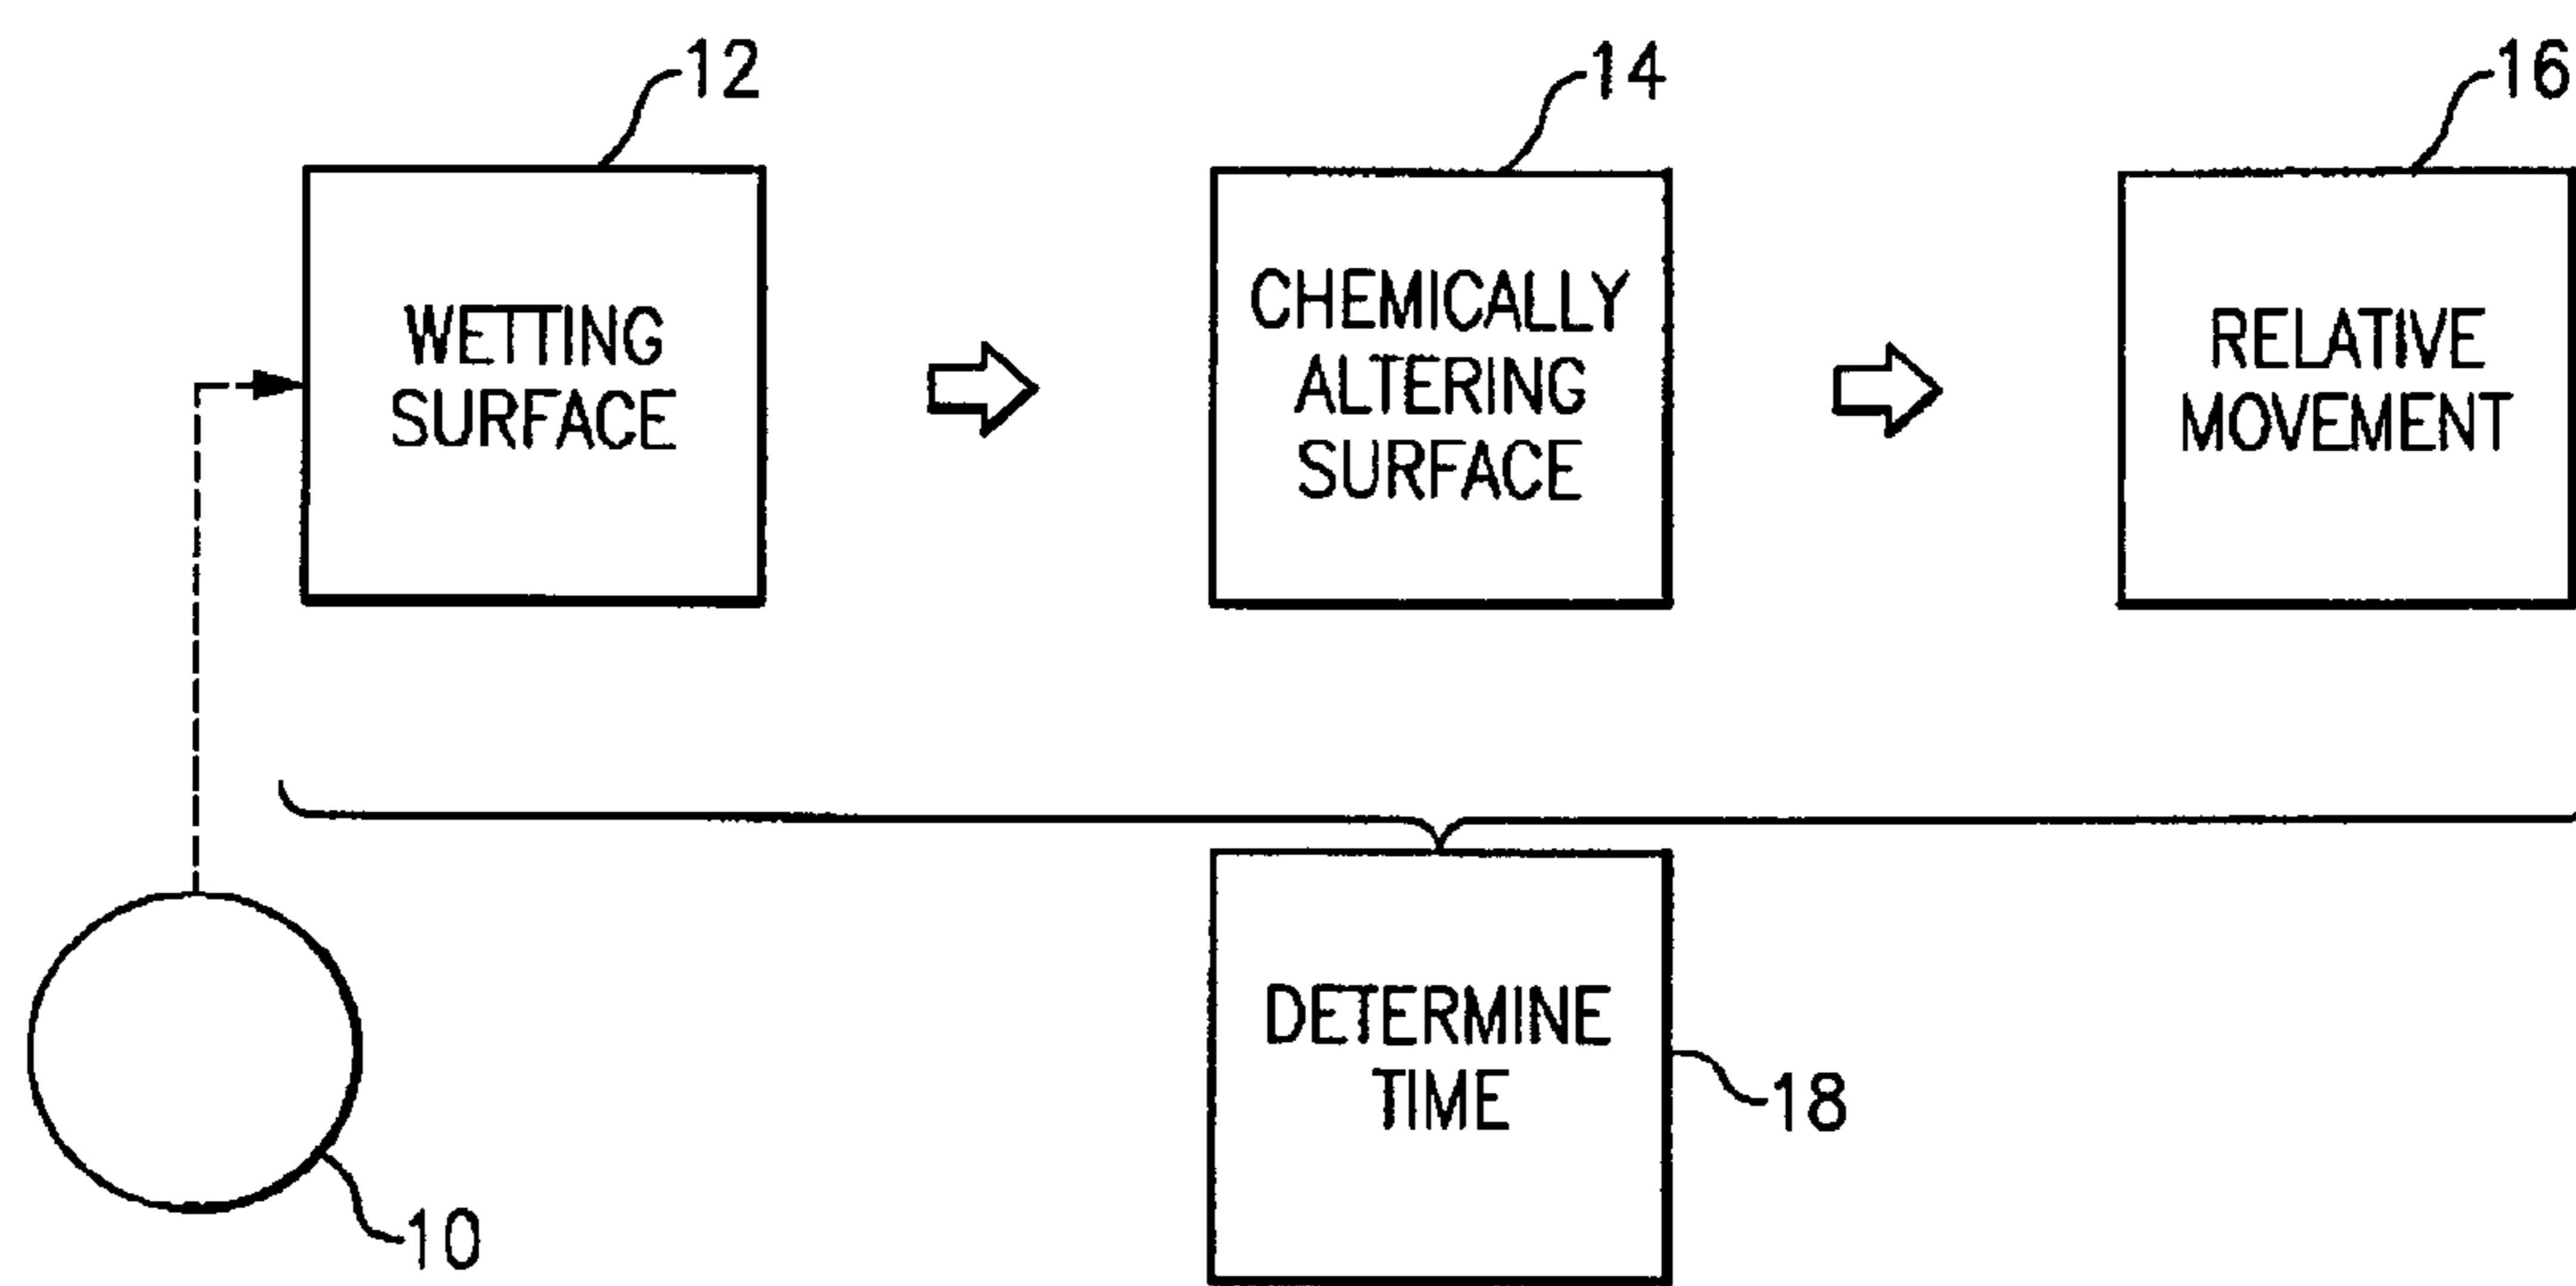 12
14
16
WETTING
SURFACE
CHEMICALLY
ALTERING
SURFACE
RELATIVE
MOVEMENT
DETERMINE
TIME
18
10